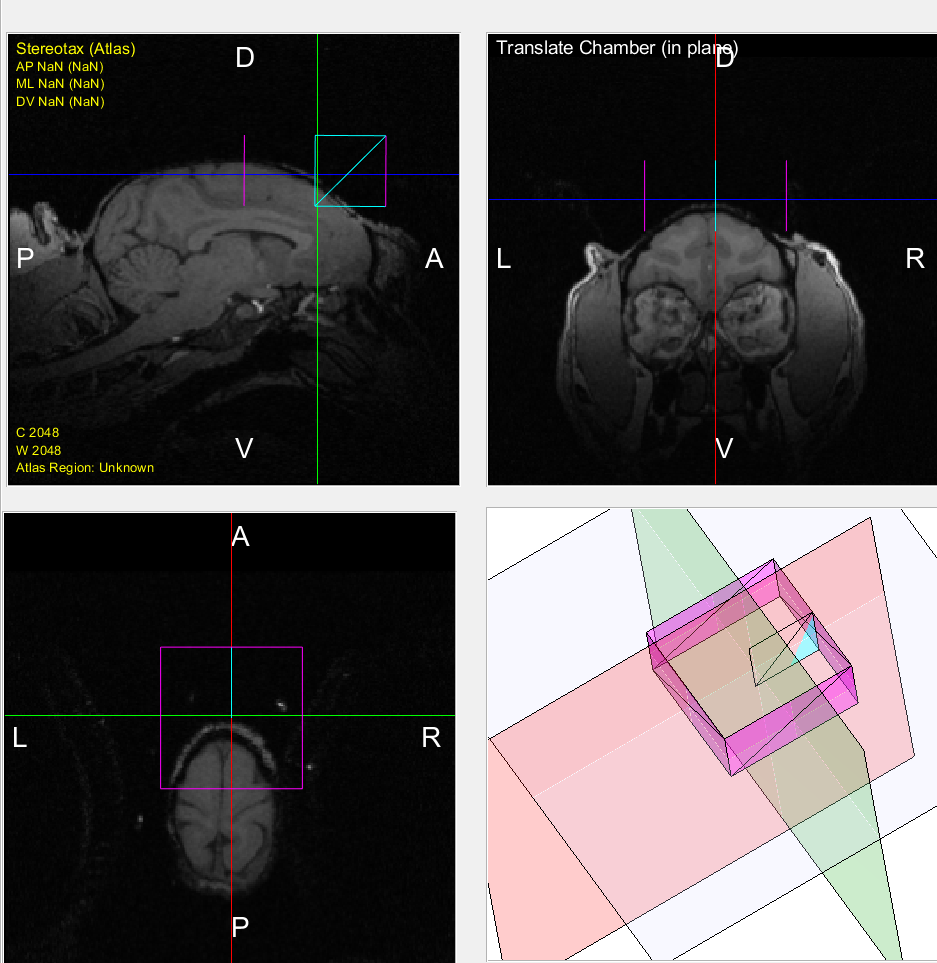 Stereotax (Atlas)
AP NaN (NaN)
ML NaN (NaN)
DV NaN (NaN)
D
P
A
V
C 2048
W 2048
Atlas Region: Unknown
Translate Chamber (in plane)
D
L
R
V
A
L
R
P